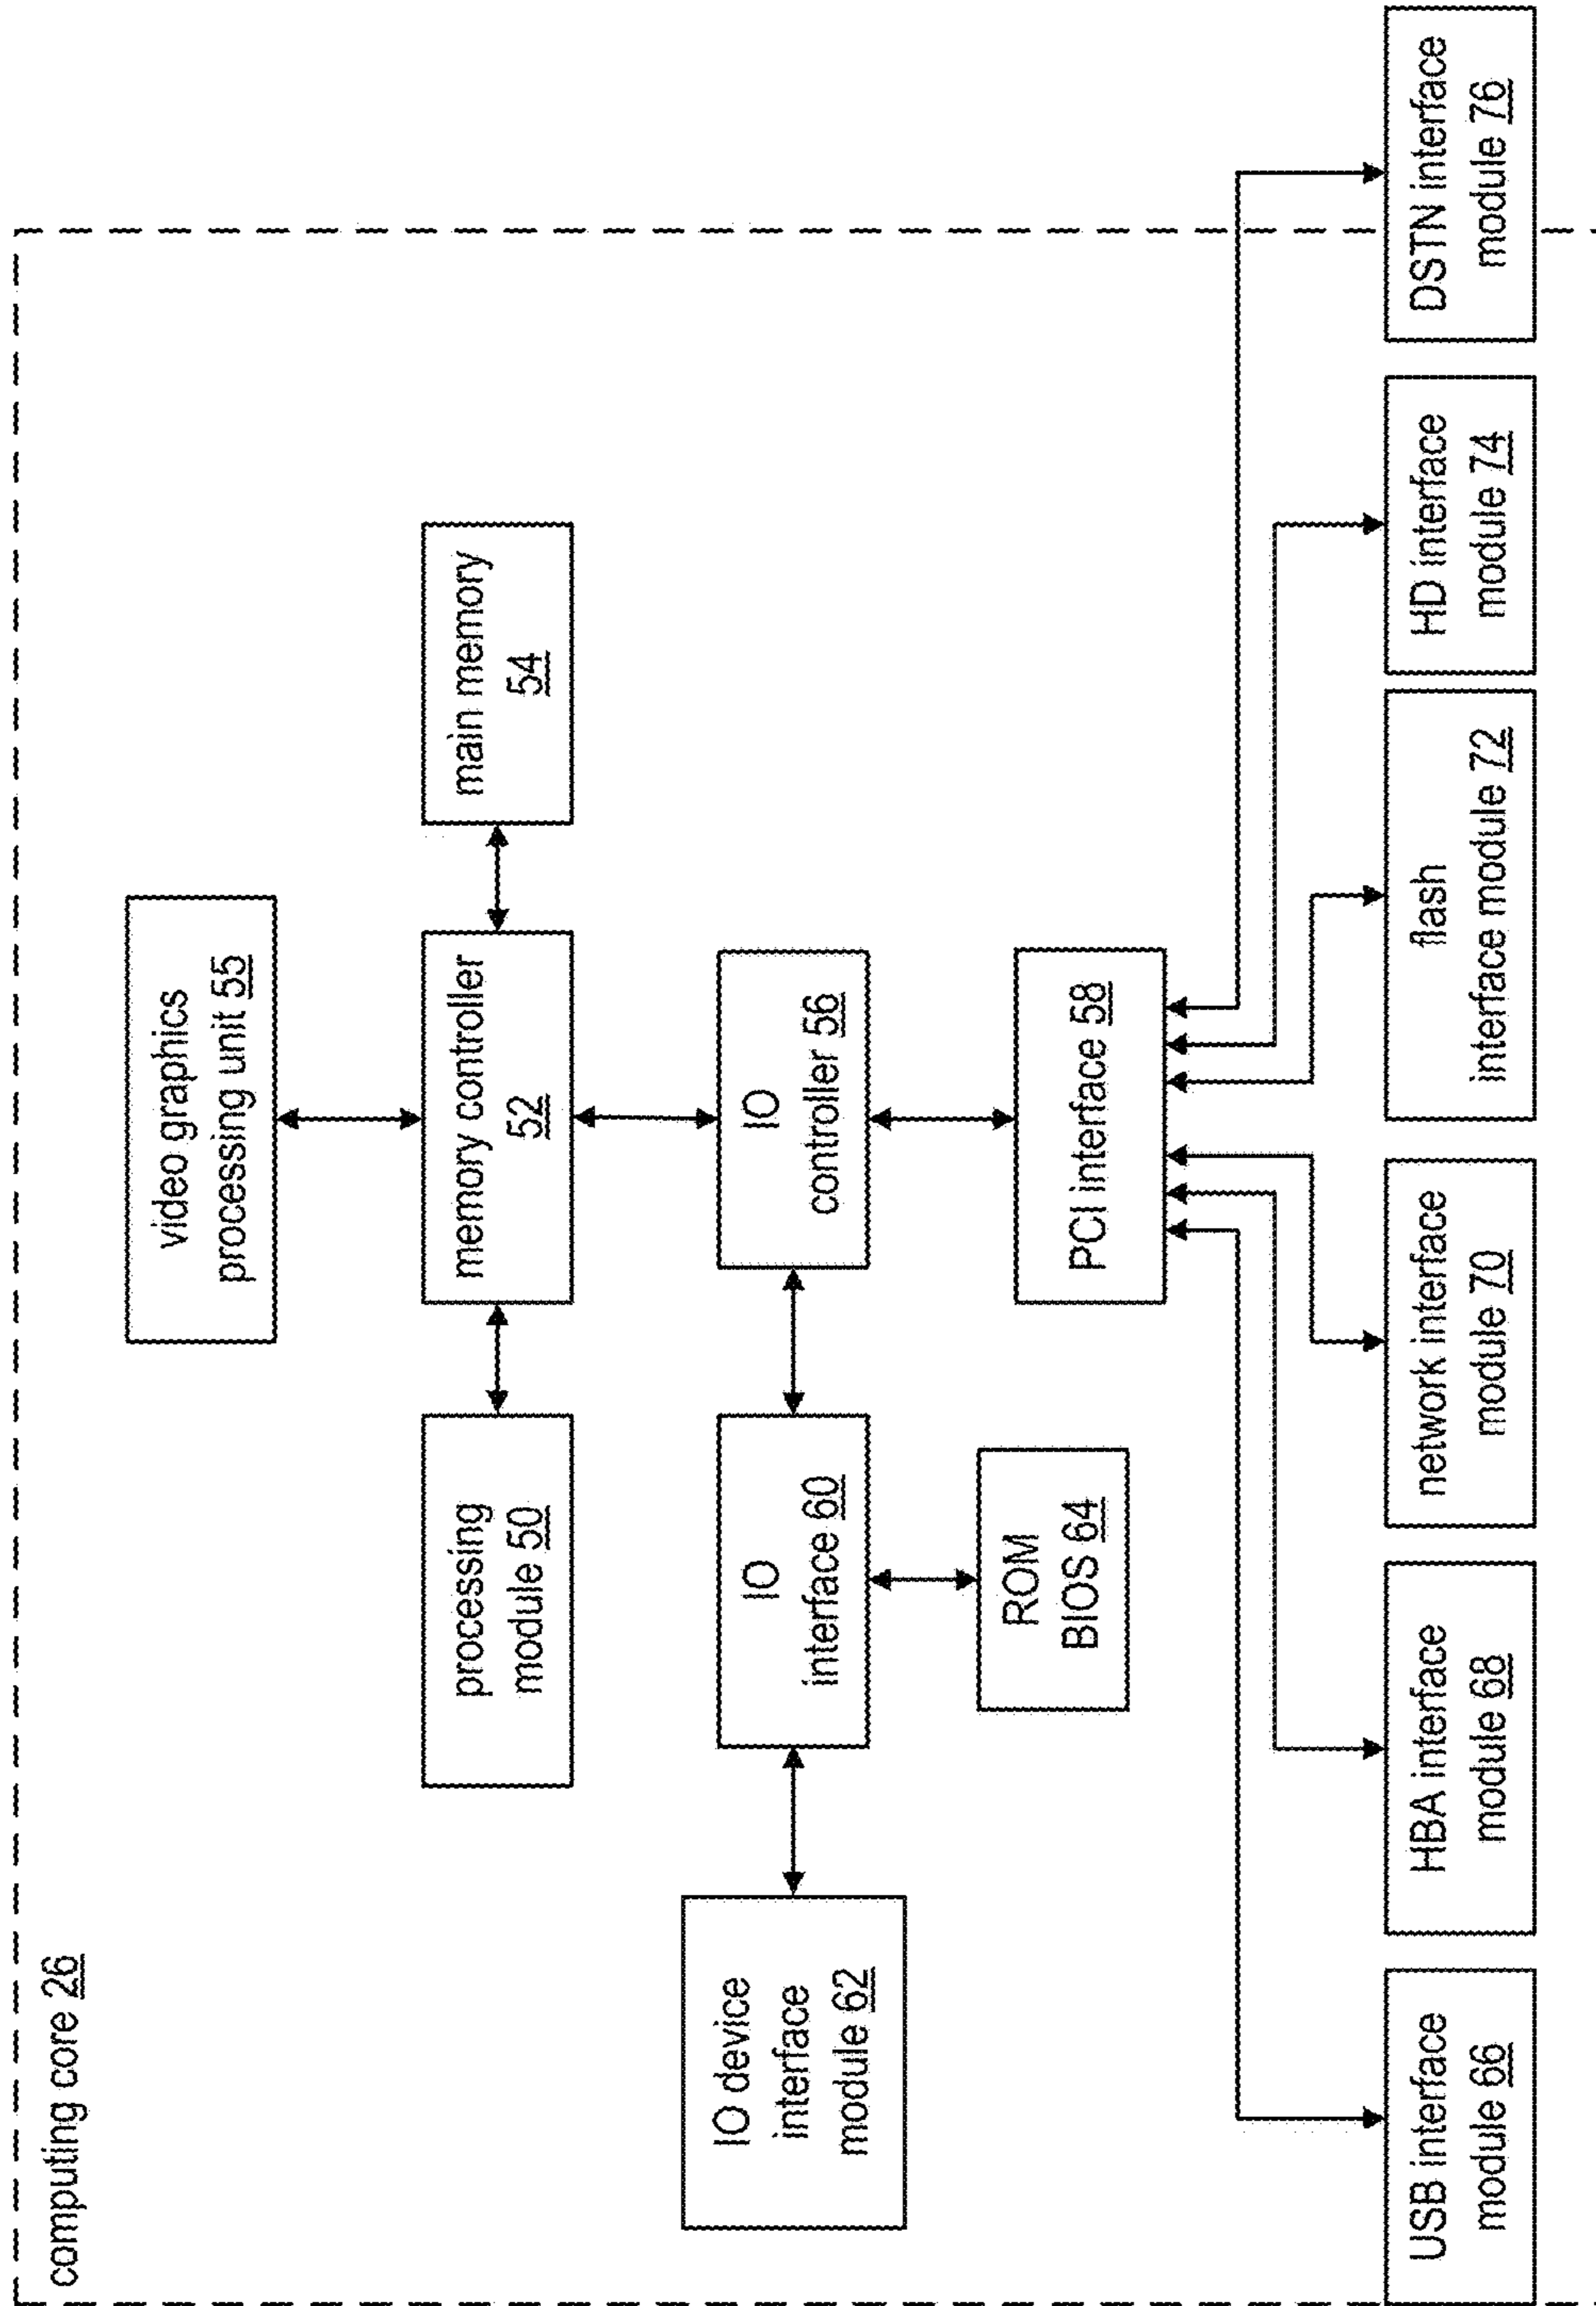 computing core 26
video graphics
processing unit 55
processing
module 50
memory controller
52
main memory
54
IO device
interface
module 62
IO
interface 60
IO
controller 56
ROM
BIOS 64
PCI interface 58
USB interface
module 66
HBA interface
module 68
network interface
module 70
flash
interface module 72
HD interface
module 74
DSTN interface
module 76